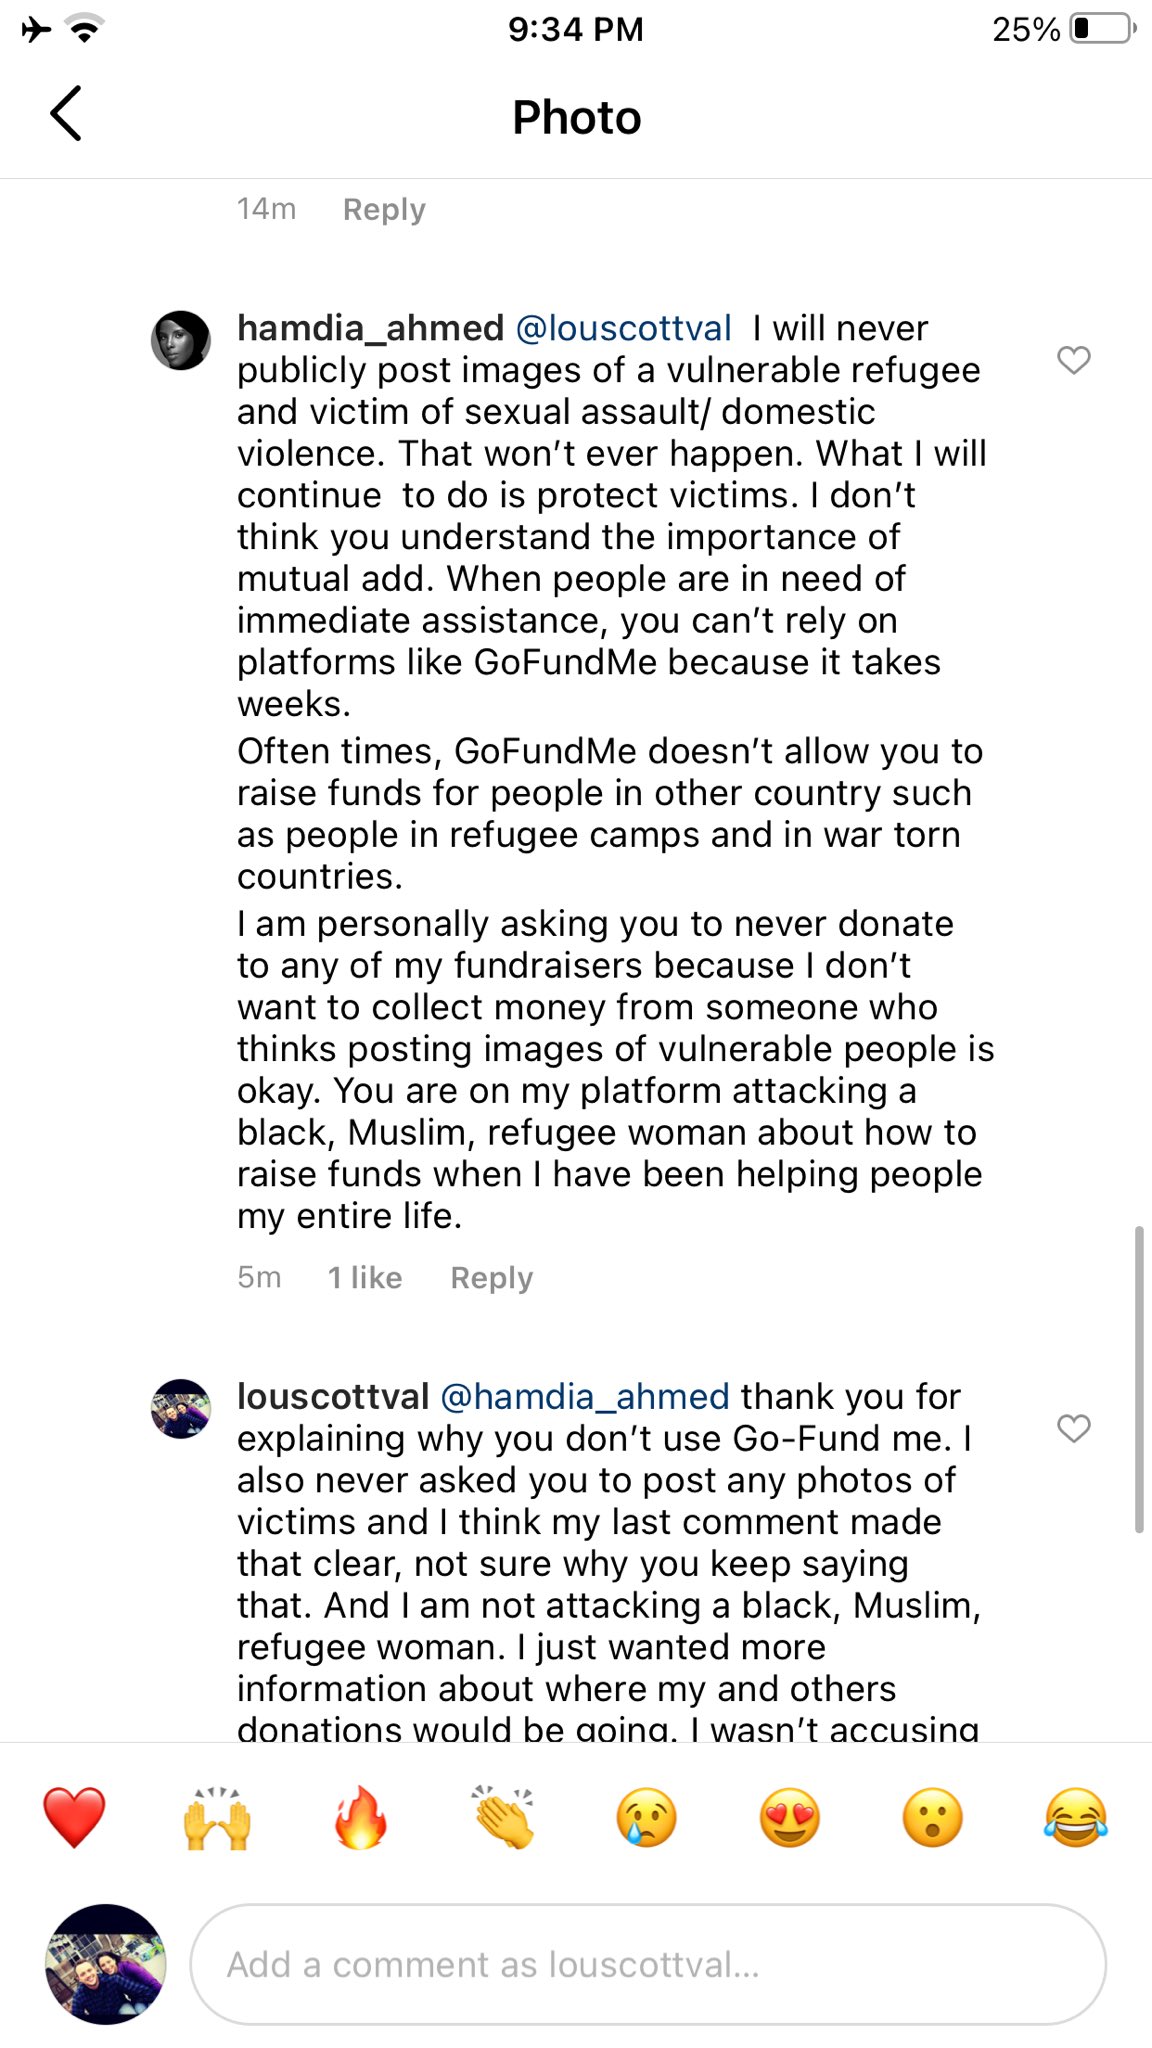 9:34 PM
25%
Photo
14m Reply
hamdia_ahmed @louscottval I will never
publicly post images of a vulnerable refugee
and victim of sexual assault/ domestic
violence. That won’t ever happen. What I will
continue  to do is protect victims. I don’t
think you understand the importance of
mutual add. When people are in need of
immediate assistance, you can’t rely on
platforms like GoFundMe because it takes
weeks.
Often times, GoFundMe doesn’t allow you to
raise funds for people in other country such
as people in refugee camps and in war torn
countries.
I am personally asking you to never donate
to any of my fundraisers because I don’t
want to collect money from someone who
thinks posting images of vulnerable people is
okay. You are on my platform attacking a
black, Muslim, refugee woman about how to
raise funds when I have been helping people
my entire life.
5m 1 like Reply
louscottval @hamdia_ahmed thank you for
explaining why you don’t use Go-Fund me. I
also never asked you to post any photos of
victims and I think my last comment made
that clear, not sure why you keep saying
that. And I am not attacking a black, Muslim,
refugee woman. I just wanted more
information about where my and others
donations would be going. I wasn’t accusing
Add a comment as louscottval...